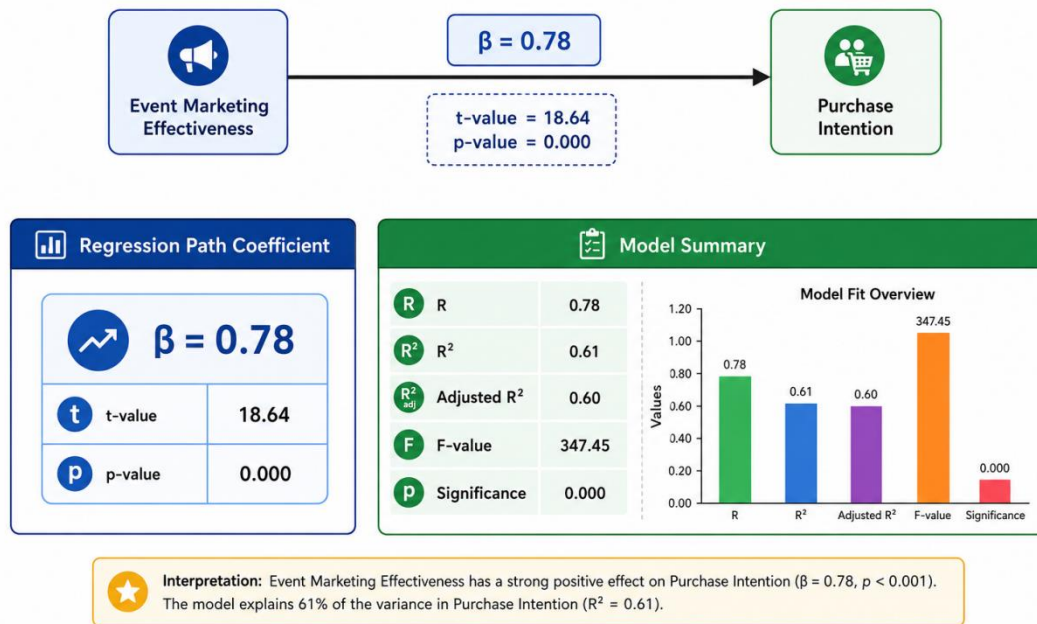 β = 0.78
Event Marketing
Effectiveness
t-value = 18.64
p-value = 0.000
Purchase
Intention
Regression Path Coefficient
β = 0.78
t t-value 18.64
p p-value 0.000
Model Summary
R R 0.78
R² R² 0.61
R² adj Adjusted R² 0.60
F F-value 347.45
p Significance 0.000
Model Fit Overview
Values
1.20
1.00
0.80
0.60
0.40
0.20
0.00
0.78
0.61
0.60
347.45
0.000
R R² Adjusted R² F-value Significance
Interpretation: Event Marketing Effectiveness has a strong positive effect on Purchase Intention (β = 0.78, p < 0.001).
The model explains 61% of the variance in Purchase Intention (R² = 0.61).